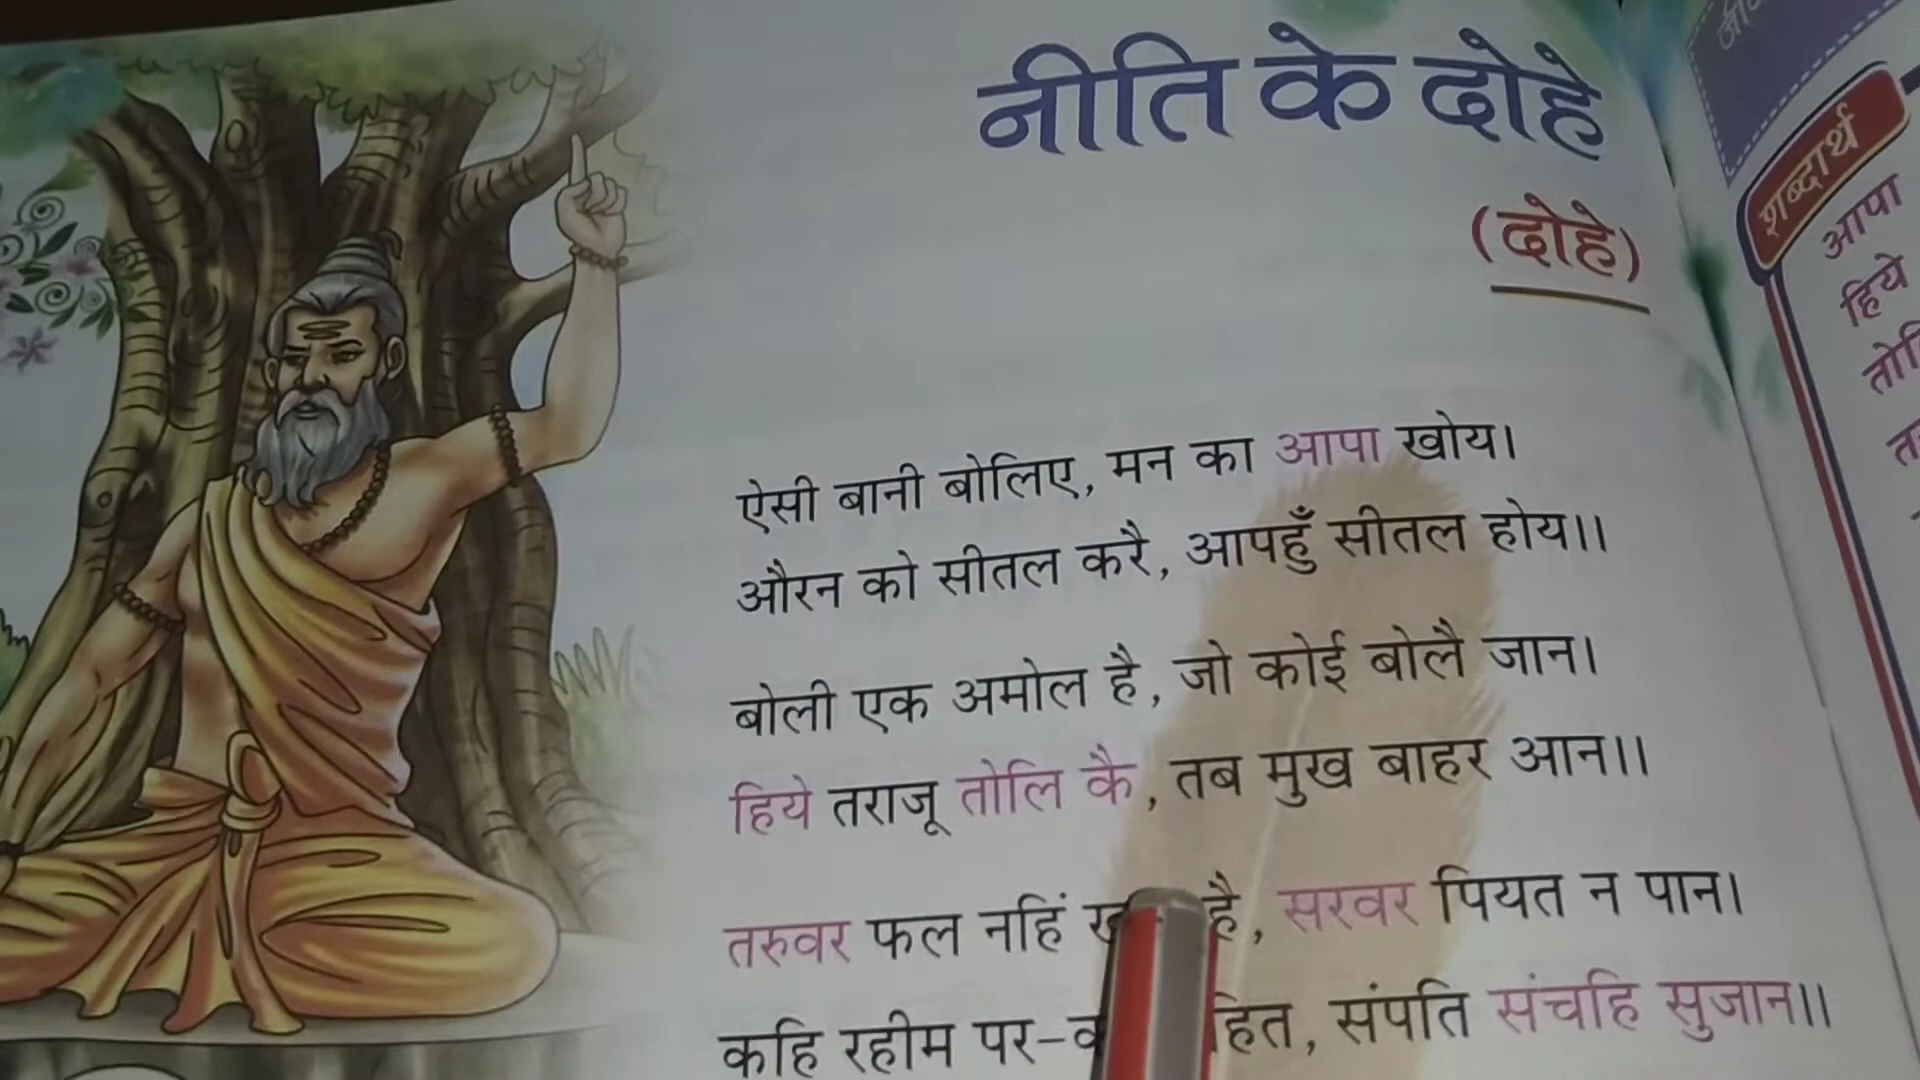 नीति के दोहे
(दोहे)
ऐसी बानी बोलिए, मन का आपा खोय।
औरन को सीतल करै, आपहुँ सीतल होय।।
बोली एक अमोल है, जो कोई बोलै जान।
हिये तराजू तोलि कै, तब मुख बाहर आन।।
तरुवर फल नहिं है, सरवर पियत न पान।
कहि रहीम पर- हित, संपति संचहि सुजान।।
शब्दार्थ
आपा
हिये